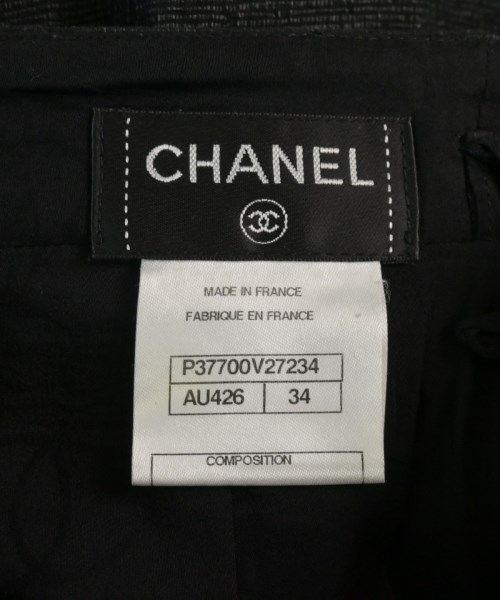 CHANEL
MADE IN FRANCE
FABRIQUE EN FRANCE
P37700V27234
AU426 34
COMPOSITION